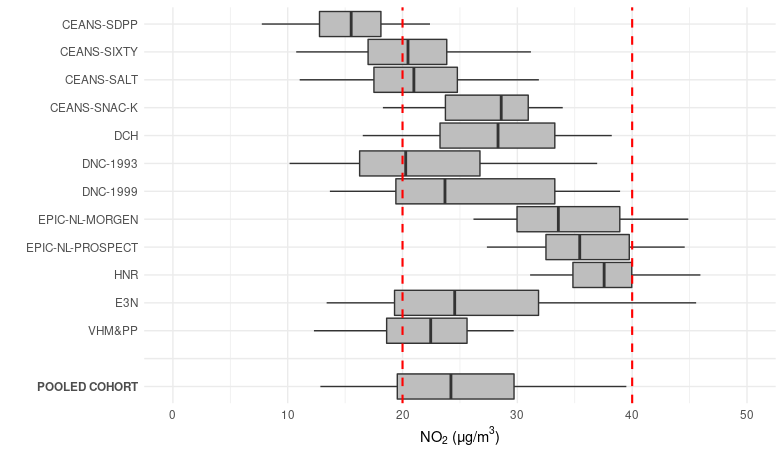 CEANS-SDPP
CEANS-SIXTY
CEANS-SALT
CEANS-SNAC-K
DCH
DNC-1993
DNC-1999
EPIC-NL-MORGEN
EPIC-NL-PROSPECT
HNR
E3N
VHM&PP
POOLED COHORT
0 10 20 30 40 50
NO₂ (µg/m³)